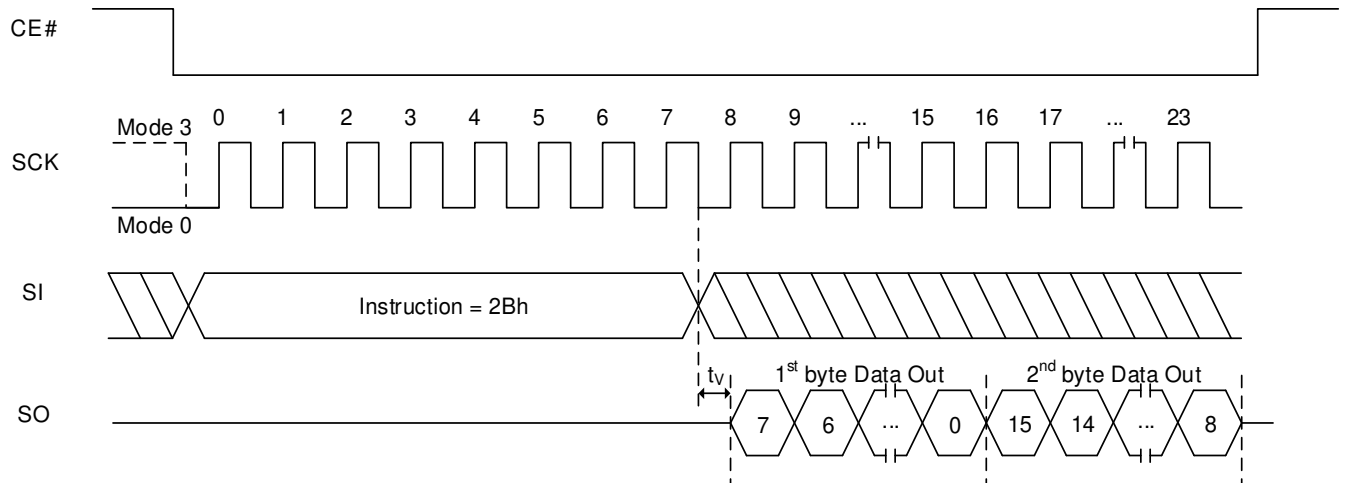 CE#
Mode 3 0 1 2 3 4 5 6 7 8 9 ... 15 16 17 ... 23
SCK
Mode 0
SI Instruction = 2Bh
tV 1st byte Data Out 2nd byte Data Out
SO 7 6 ... 0 15 14 ... 8